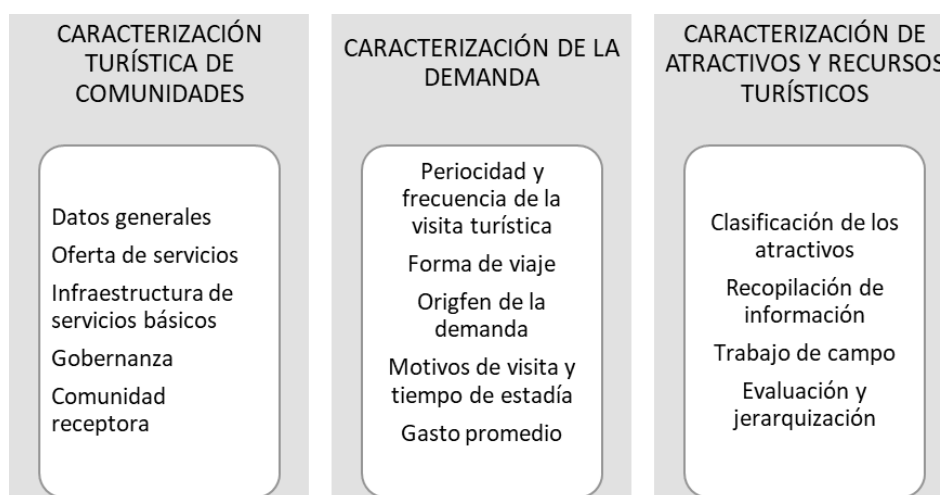 CARACTERIZACIÓN
TURÍSTICA DE
COMUNIDADES
Datos generales
Oferta de servicios
Infraestructura de
servicios básicos
Gobernanza
Comunidad
receptora
CARACTERIZACIÓN DE LA
DEMANDA
Periocidad y
frecuencia de la
visita turística
Forma de viaje
Origfen de la
demanda
Motivos de visita y
tiempo de estadía
Gasto promedio
CARACTERIZACIÓN DE
ATRACTIVOS Y RECURSOS
TURÍSTICOS
Clasificación de los
atractivos
Recopilación de
información
Trabajo de campo
Evaluación y
jerarquización